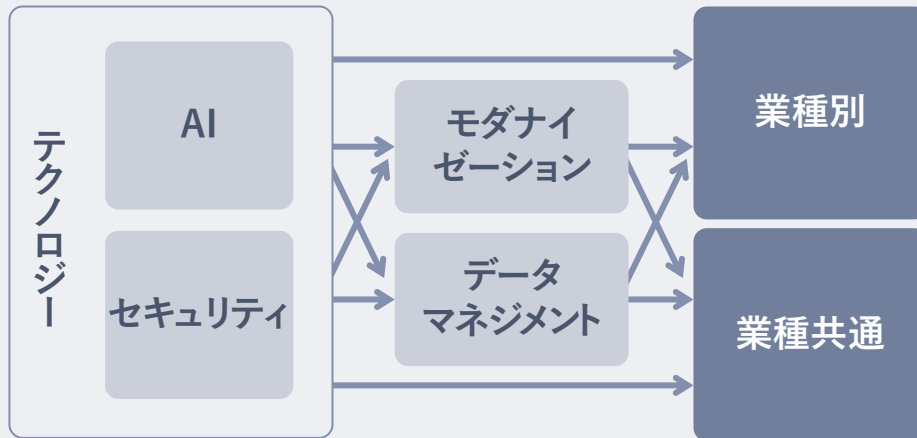 テクノロジー
AI
セキュリティ
モダナイ
ゼーション
データ
マネジメント
業種別
業種共通